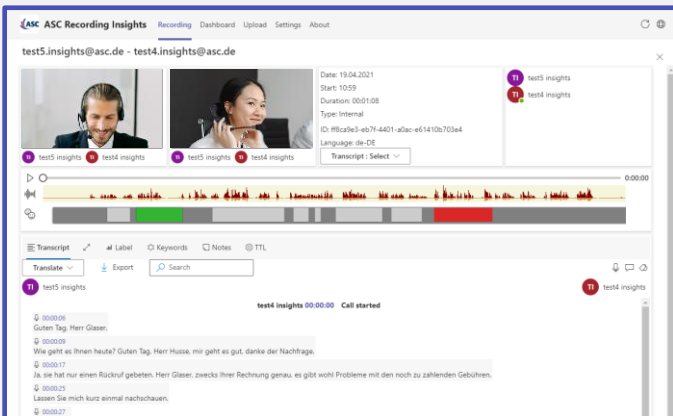 ASC ASC Recording Insights Recording Dashboard Upload Settings About
test5.insights@asc.de - test4.insights@asc.de
Date: 19.04.2021
Start: 10:59
Duration: 00:01:08
Type: Internal
ID: ff8ca9e3-eb7f-4401-a0ac-e61410b703e4
Language: de-DE
Transcript : Select
TI test5 insights TI test4 insights
TI test5 insights TI test4 insights
TI test5 insights
TI test4 insights
0:00:00
Transcript Label Keywords Notes TTL
Translate Export Search
TI test5 insights
TI test4 insights
test4 insights 00:00:00 Call started
00:00:06
Guten Tag, Herr Glaser.
00:00:09
Wie geht es Ihnen heute? Guten Tag, Herr Husse, mir geht es gut, danke der Nachfrage.
00:00:17
Ja, sie hat nur einen Rückruf gebeten, Herr Glaser, zwecks Ihrer Rechnung genau, es gibt wohl Probleme mit den noch zu zahlenden Gebühren.
00:00:25
Lassen Sie mich kurz einmal nachschauen.
00:00:27